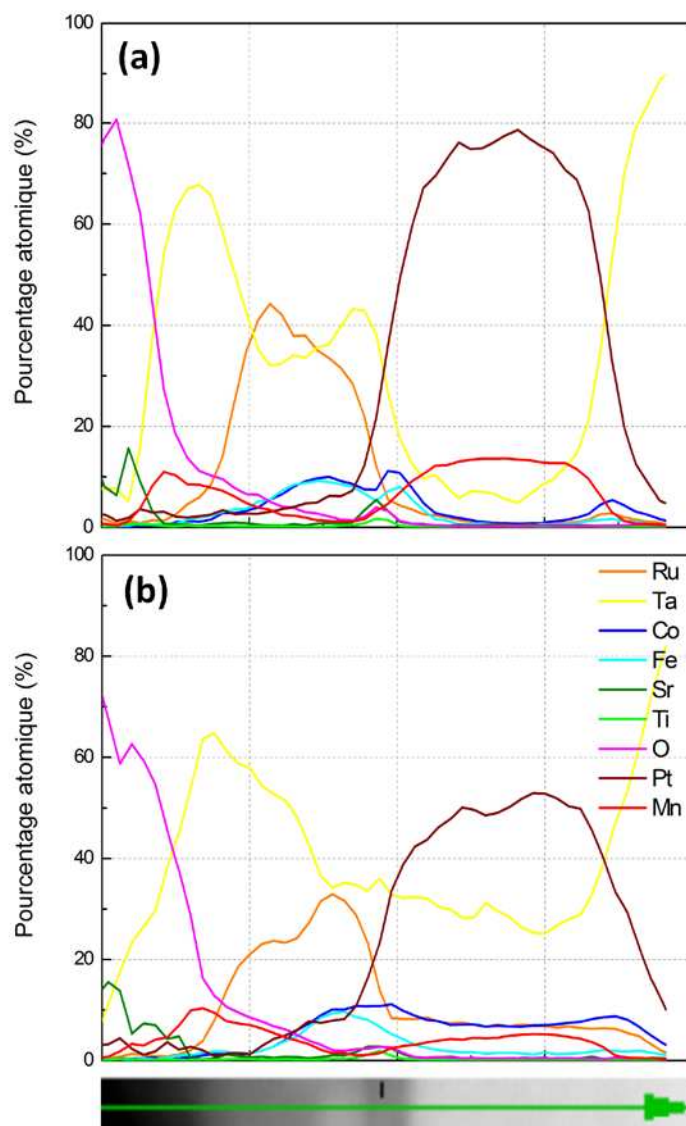 100
(a)
80
60
40
20
0
Pourcentage atomique (%)
100
(b)
80
60
40
20
0
Pourcentage atomique (%)
Ru
Ta
Co
Fe
Sr
Ti
O
Pt
Mn